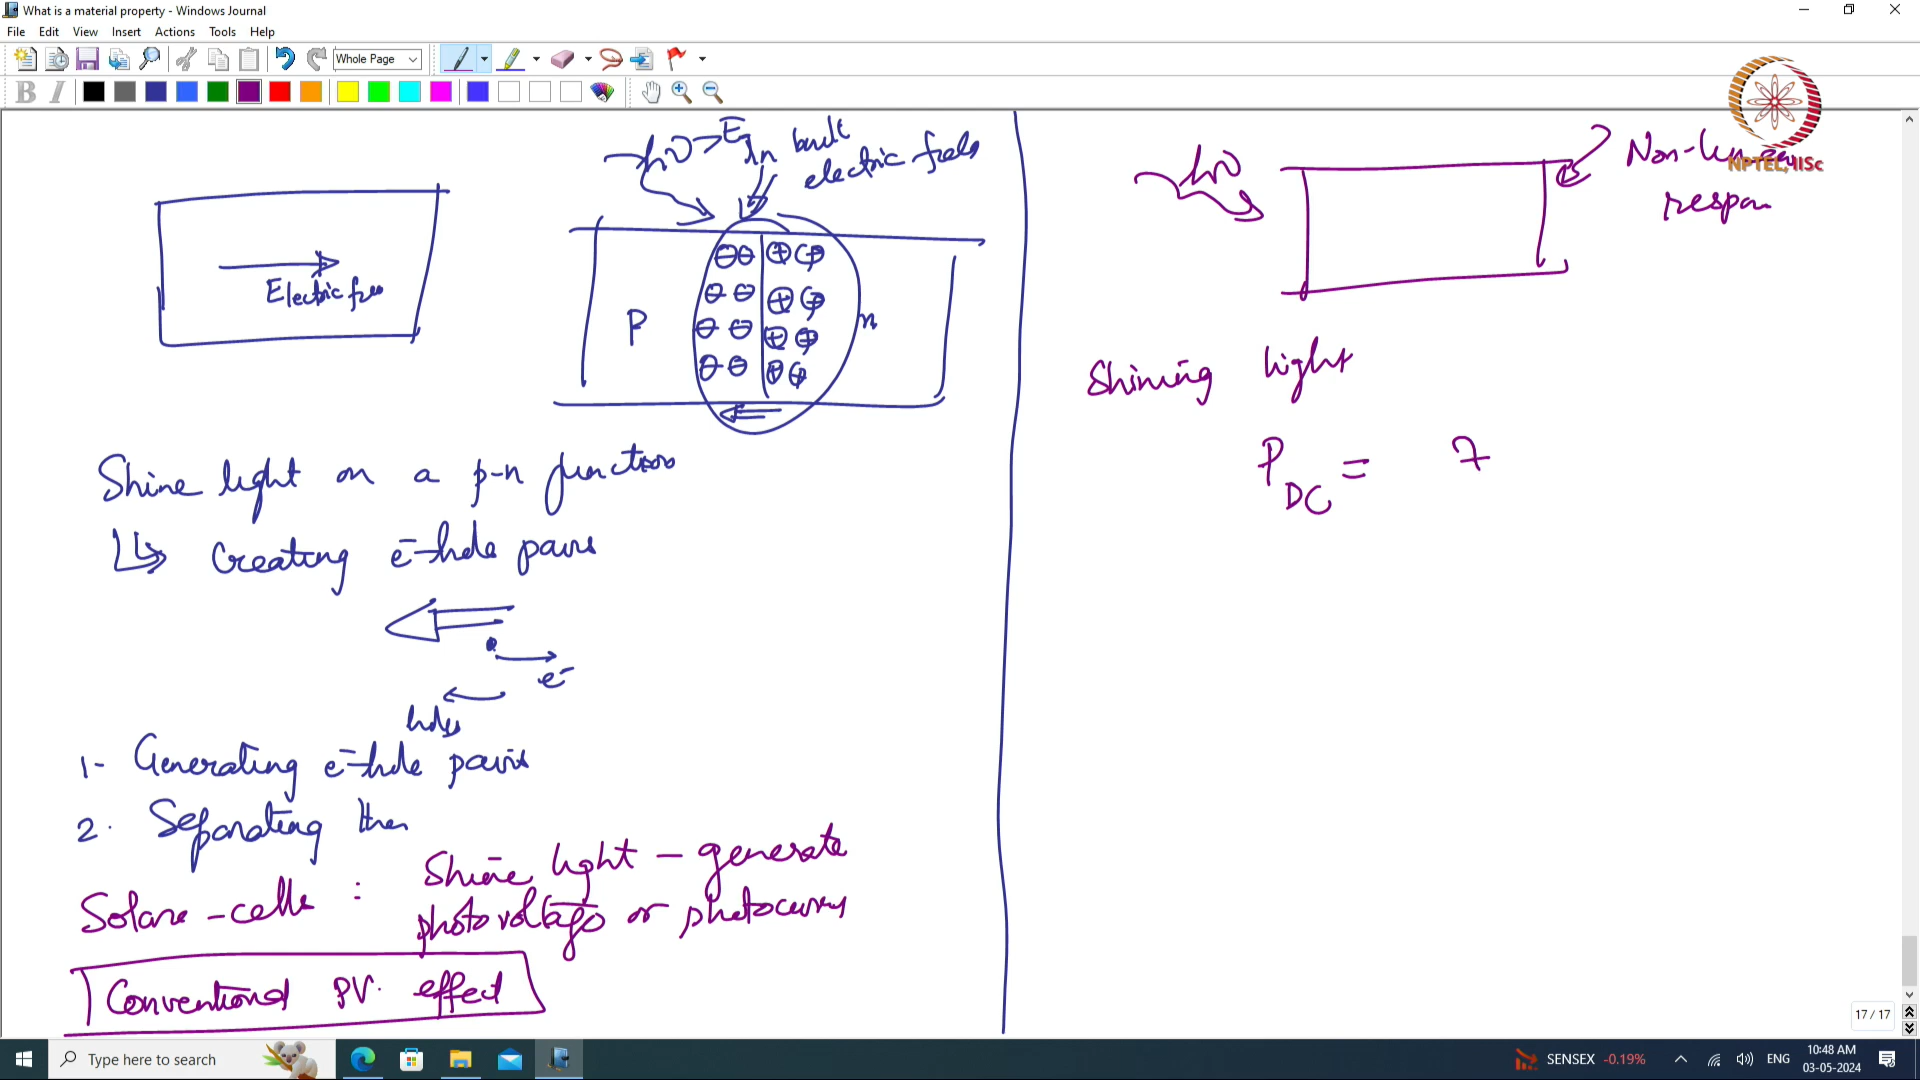 What is a material property - Windows Journal
File Edit View Insert Actions Tools Help
Whole Page
B I
NPTEL, IISc
hν → E
In built
electric field
Electric field
P
n
Shine light on a p-n junction
Creating e⁻-hole pairs
e⁻
holes
1- Generating e⁻-hole pairs
2. Separating them
Solar-cells : Shine light - generate
photovoltage or photocurrent
Conventional PV. effect
hν
Non-linear
respon
Shining light
P DC =
17 / 17
Type here to search
SENSEX -0.19%
ENG
10:48 AM
03-05-2024